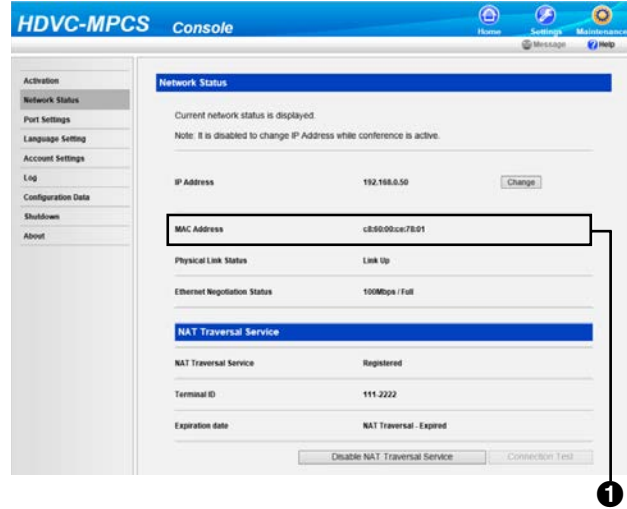 HDVC-MPCS Console
Home Settings Maintenance
Message Help
Activation
Network Status
Port Settings
Language Setting
Account Settings
Log
Configuration Data
Shutdown
About
Network Status
Current network status is displayed.
Note: It is disabled to change IP Address while conference is active.
IP Address 192.168.0.50 Change
MAC Address c8:60:00:ce:78:01
Physical Link Status Link Up
Ethernet Negotiation Status 100Mbps / Full
NAT Traversal Service
NAT Traversal Service Registered
Terminal ID 111-2222
Expiration date NAT Traversal - Expired
Disable NAT Traversal Service Connection Test
1